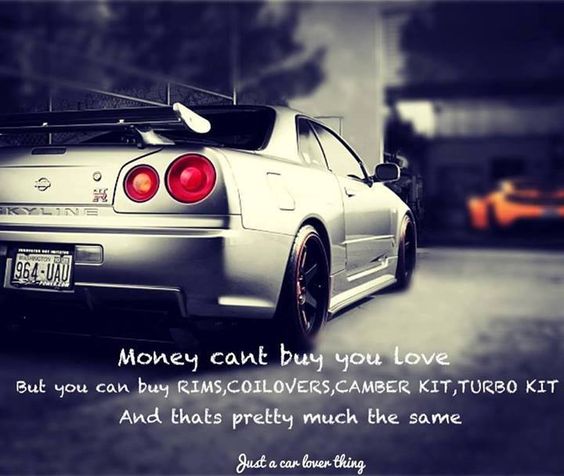 R
SKYLINE
WASHINGTON
964-UAU
Money cant buy you love
But you can buy RIMS,COILOVERS,CAMBER KIT,TURBO KIT
And thats pretty much the same
Just a car lover thing